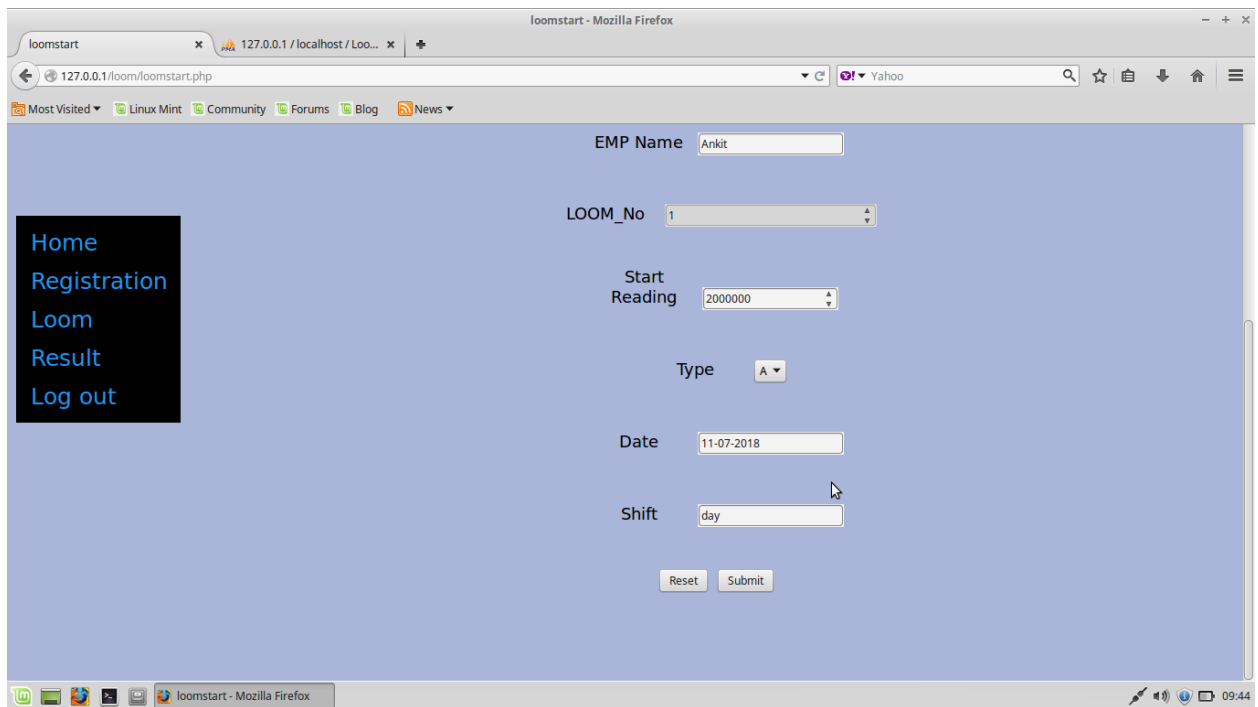 loomstart - Mozilla Firefox
loomstart
127.0.0.1 / localhost / Loo...
127.0.0.1/loom/loomstart.php
Yahoo
Most Visited Linux Mint Community Forums Blog News
EMP Name Ankit
LOOM_No 1
Start
Reading 2000000
Type A
Date 11-07-2018
Shift day
Reset Submit
Home
Registration
Loom
Result
Log out
loomstart - Mozilla Firefox
09:44